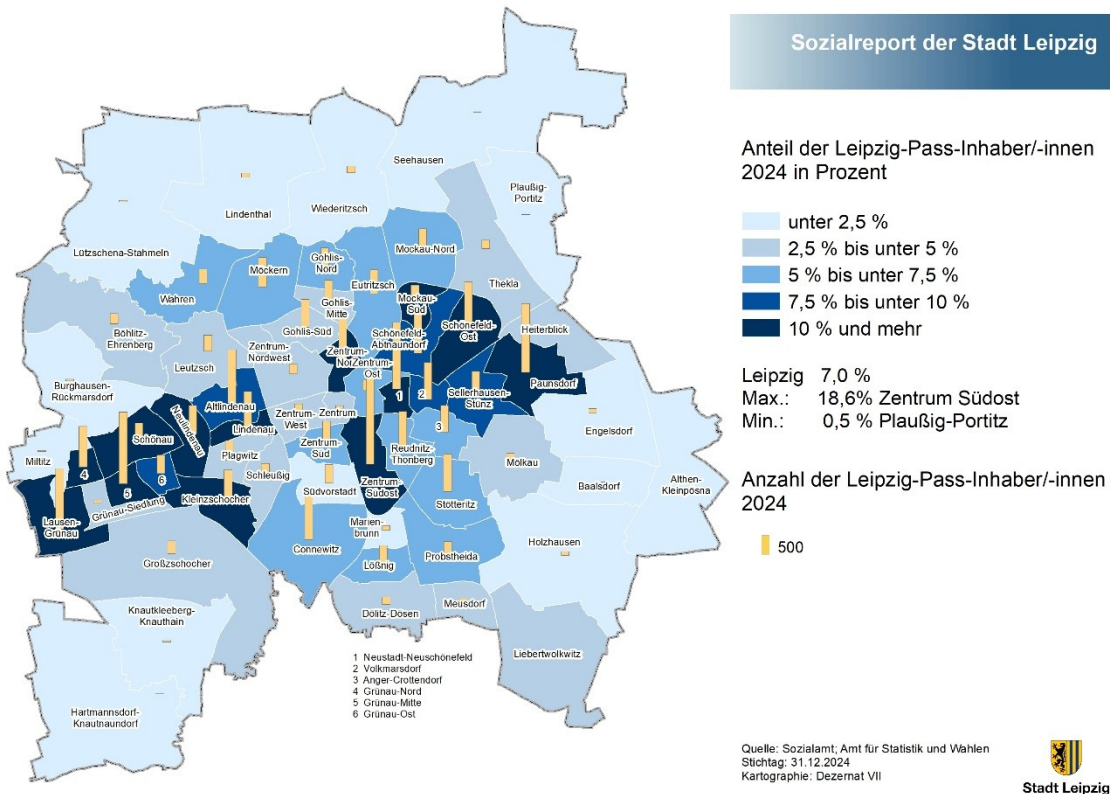 Sozialreport der Stadt Leipzig
Anteil der Leipzig-Pass-Inhaber/-innen
2024 in Prozent
unter 2,5 %
2,5 % bis unter 5 %
5 % bis unter 7,5 %
7,5 % bis unter 10 %
10 % und mehr
Leipzig 7,0 %
Max.: 18,6% Zentrum Südost
Min.: 0,5 % Plaußig-Portitz
Anzahl der Leipzig-Pass-Inhaber/-innen
2024
500
Seehausen
Plaußig-
Portitz
Wiederitzsch
Lindenthal
Lützschena-Stahmeln
Mockau-Nord
Gohlis-
Nord
Möckern
Eutritzsch
Thekla
Wahren
Mockau-
Süd
Gohlis-
Mitte
Schönefeld-
Ost
Heiterblick
Böhlitz-
Ehrenberg
Gohlis-Süd
Schönefeld-
Abtnaundorf
Leutzsch
Zentrum-
Nordwest
Zentrum-
Nor
Zentrum-
Ost
Burghausen-
Rückmarsdorf
Paunsdorf
1
2
Sellerhausen-
Stünz
Altlindenau
Neulindenau
Lindenau
Zentrum-
West
Zentrum
3
Engelsdorf
Schönau
Miltitz
4
5
6
Plagwitz
Zentrum-
Süd
Reudnitz-
Thonberg
Molkau
Schleußig
Südvorstadt
Zentrum-
Südost
Stötteritz
Baalsdorf
Althen-
Kleinposna
Kleinzschocher
Grünau-Siedlung
Lausen-
Grünau
Marien-
brunn
Connewitz
Lößnig
Probstheida
Holzhausen
Großzschocher
Dölitz-Dösen
Meusdorf
Knautkleeberg-
Knauthain
Liebertwolkwitz
Hartmannsdorf-
Knautnaundorf
1 Neustadt-Neuschönefeld
2 Volkmarsdorf
3 Anger-Crottendorf
4 Grünau-Nord
5 Grünau-Mitte
6 Grünau-Ost
Quelle: Sozialamt; Amt für Statistik und Wahlen
Stichtag: 31.12.2024
Kartographie: Dezernat VII
Stadt Leipzig